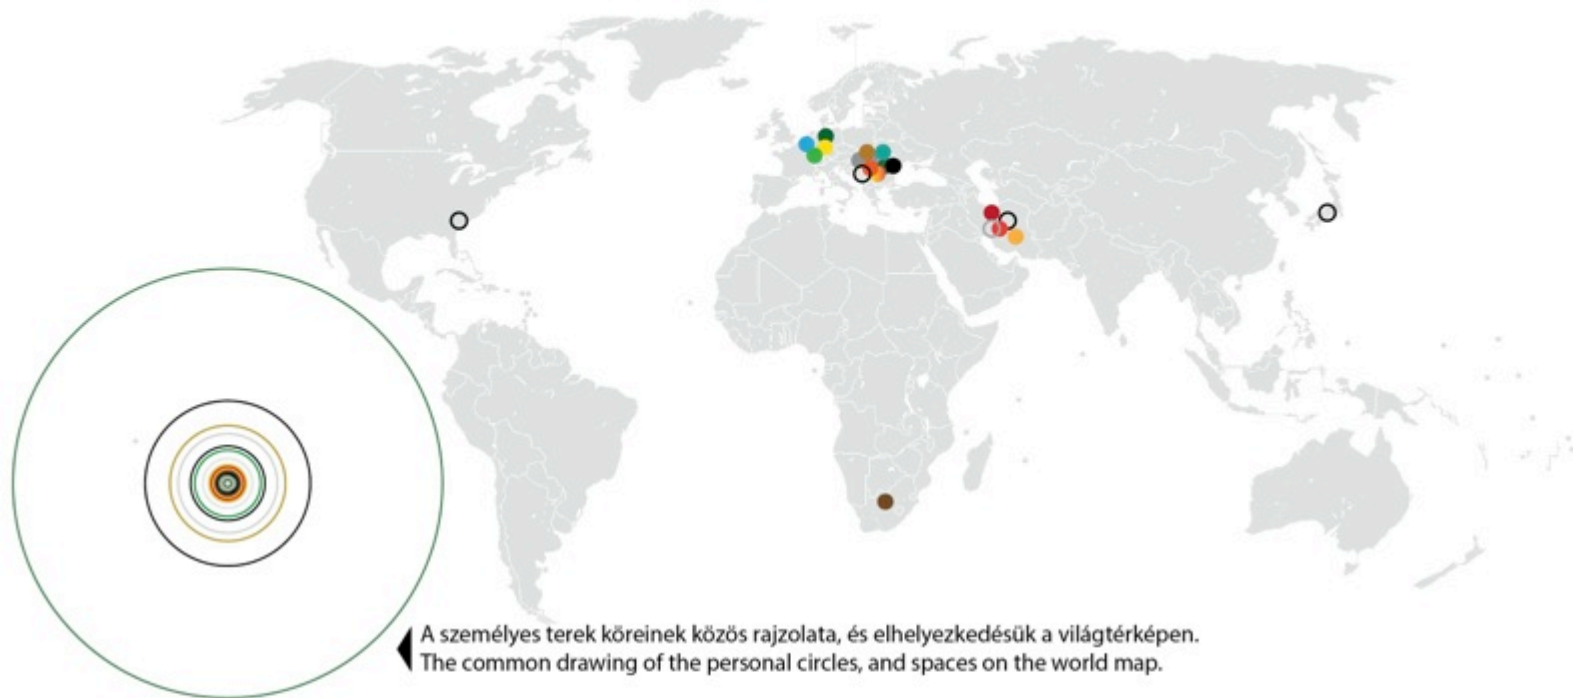 A személyes terek köreinek közös rajzolata, és elhelyezkedésük a világtérképen.
The common drawing of the personal circles, and spaces on the world map.